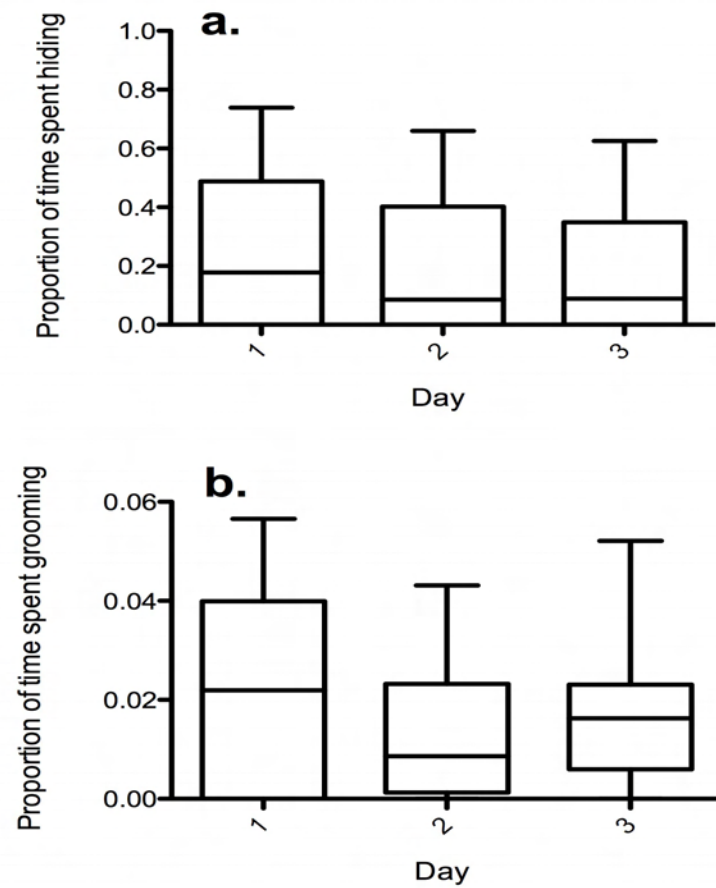 a.
Proportion of time spent hiding
1.0
0.8
0.6
0.4
0.2
0.0
1 2 3
Day
b.
Proportion of time spent grooming
0.06
0.04
0.02
0.00
1 2 3
Day